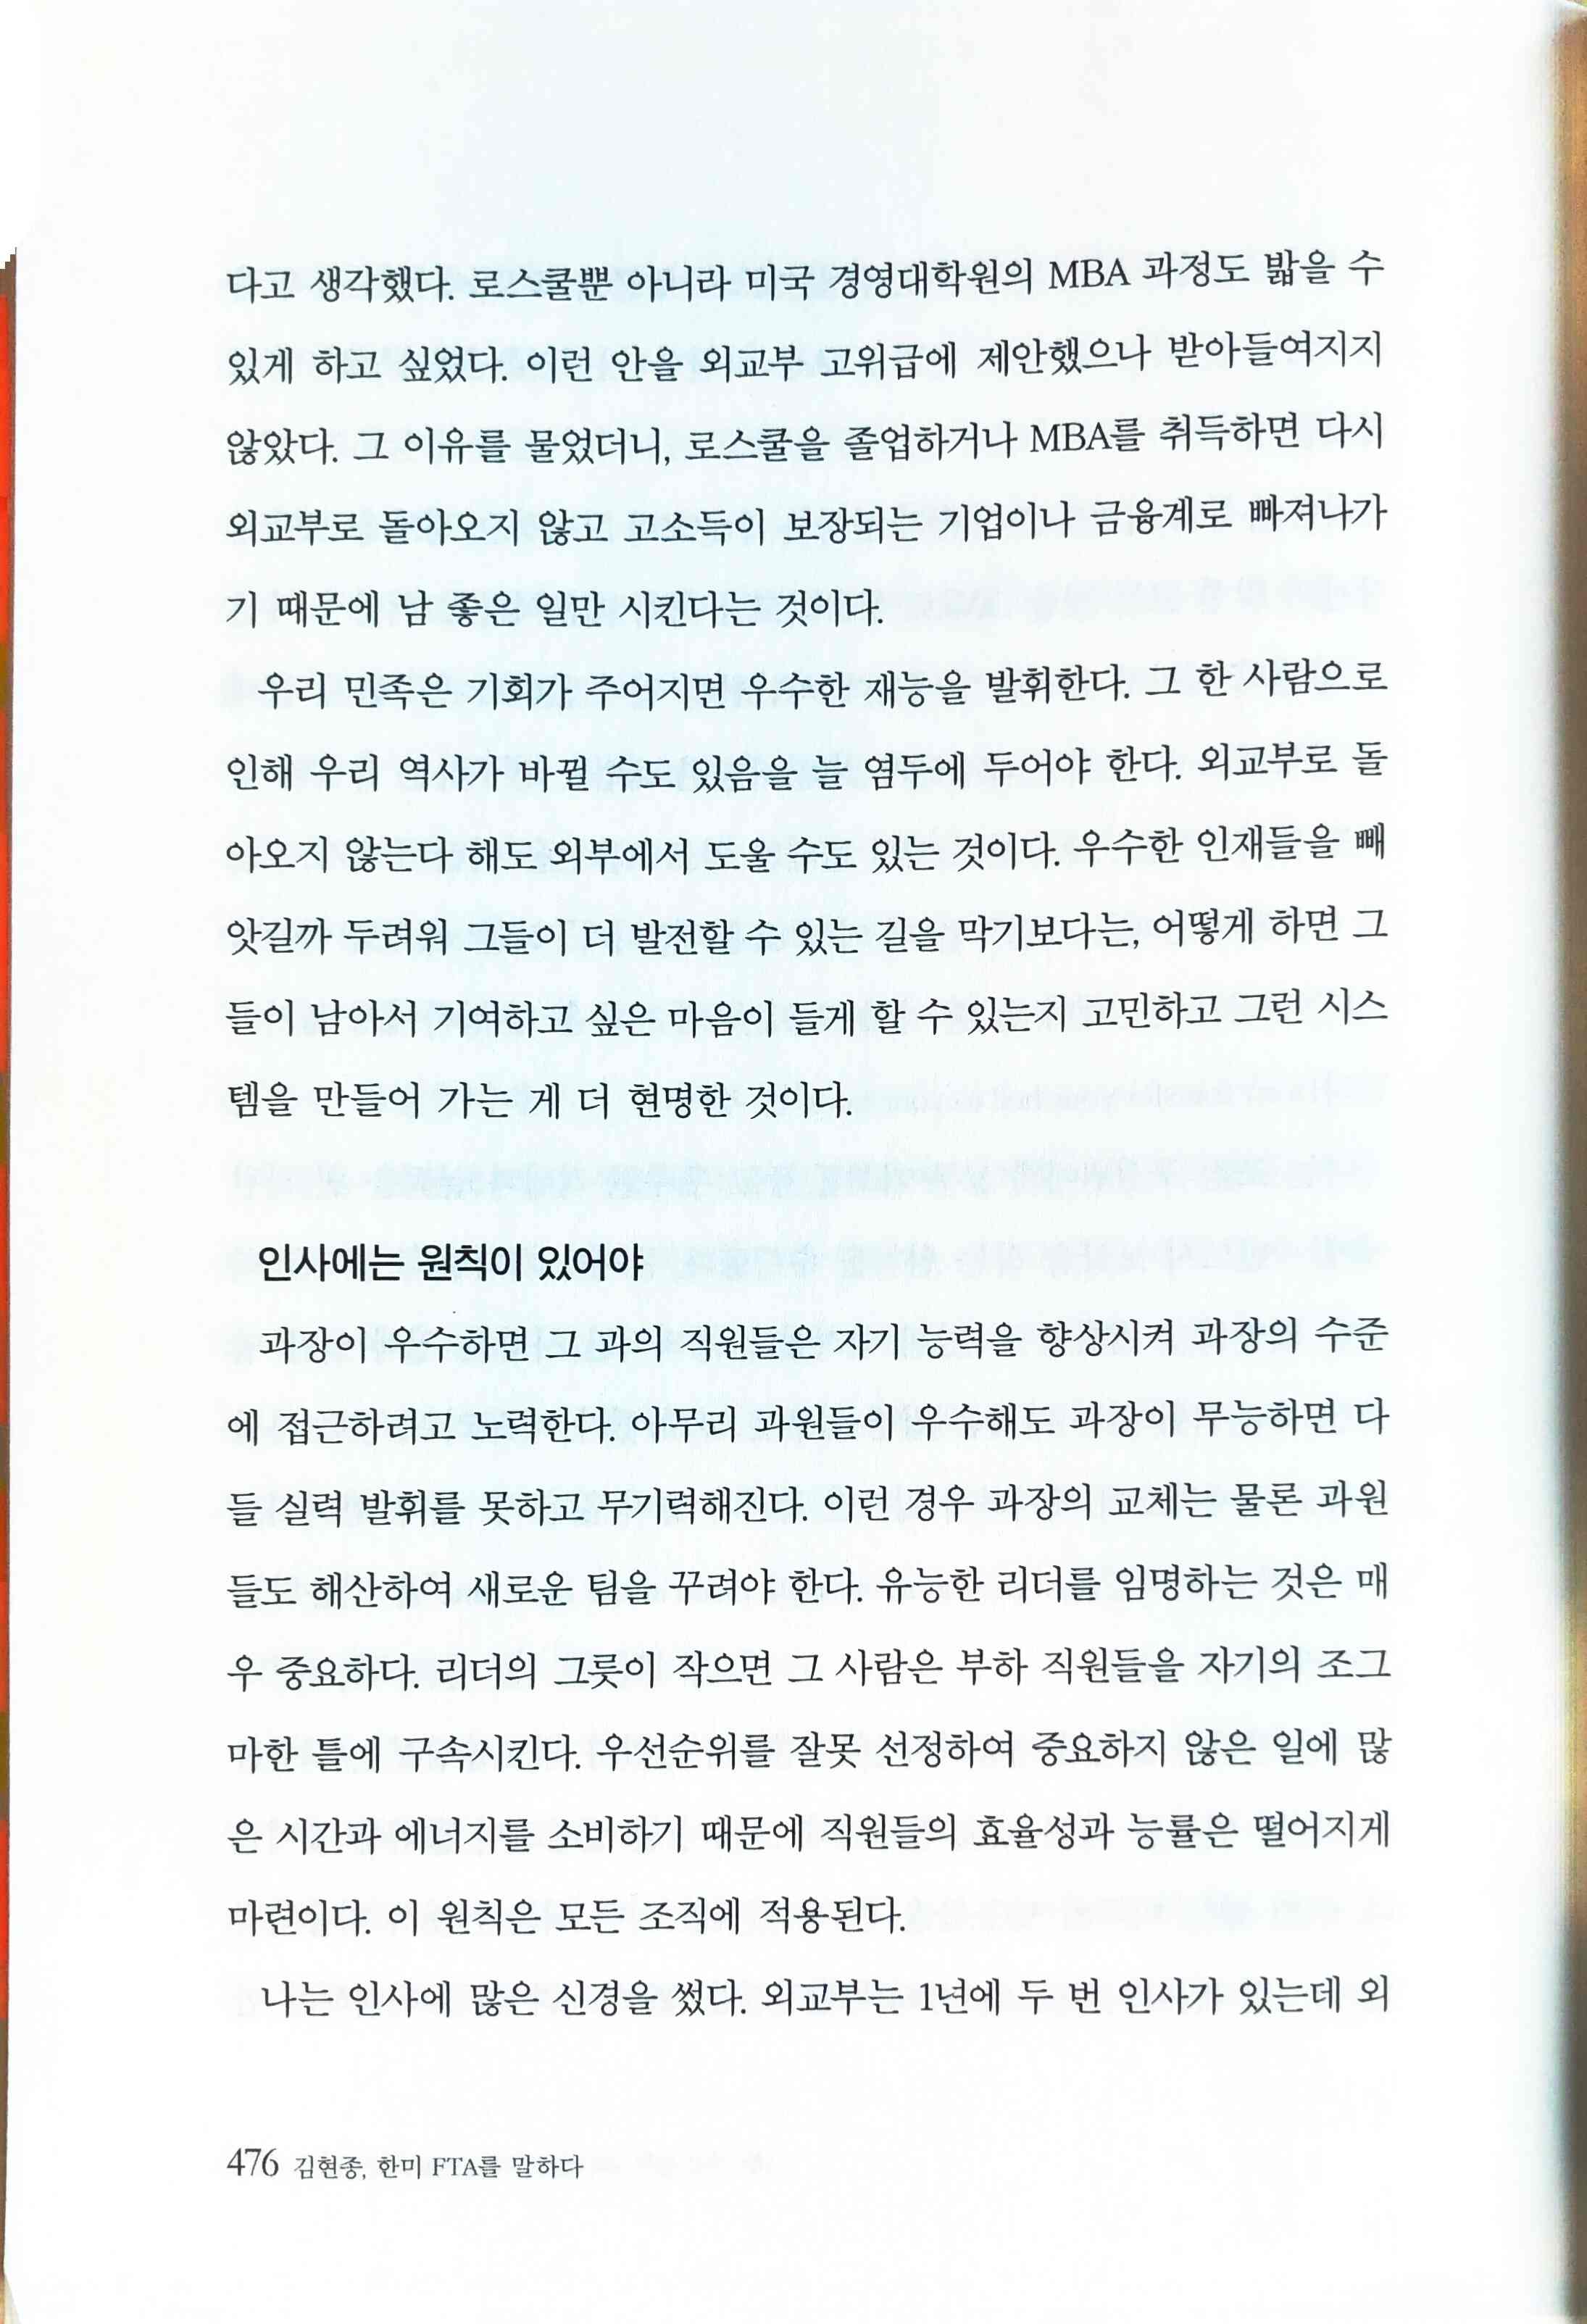 다고 생각했다. 로스쿨뿐 아니라 미국 경영대학원의 MBA 과정도 밟을 수
있게 하고 싶었다. 이런 안을 외교부 고위급에 제안했으나 받아들여지지
않았다. 그 이유를 물었더니, 로스쿨을 졸업하거나 MBA를 취득하면 다시
외교부로 돌아오지 않고 고소득이 보장되는 기업이나 금융계로 빠져나가
기 때문에 남 좋은 일만 시킨다는 것이다.
우리 민족은 기회가 주어지면 우수한 재능을 발휘한다. 그 한 사람으로
인해 우리 역사가 바뀔 수도 있음을 늘 염두에 두어야 한다. 외교부로 돌
아오지 않는다 해도 외부에서 도울 수도 있는 것이다. 우수한 인재들을 빼
앗길까 두려워 그들이 더 발전할 수 있는 길을 막기보다는, 어떻게 하면 그
들이 남아서 기여하고 싶은 마음이 들게 할 수 있는지 고민하고 그런 시스
템을 만들어 가는 게 더 현명한 것이다.
인사에는 원칙이 있어야
과장이 우수하면 그 과의 직원들은 자기 능력을 향상시켜 과장의 수준
에 접근하려고 노력한다. 아무리 과원들이 우수해도 과장이 무능하면 다
들 실력 발휘를 못하고 무기력해진다. 이런 경우 과장의 교체는 물론 과원
들도 해산하여 새로운 팀을 꾸려야 한다. 유능한 리더를 임명하는 것은 매
우 중요하다. 리더의 그릇이 작으면 그 사람은 부하 직원들을 자기의 조그
마한 틀에 구속시킨다. 우선순위를 잘못 선정하여 중요하지 않은 일에 많
은 시간과 에너지를 소비하기 때문에 직원들의 효율성과 능률은 떨어지게
마련이다. 이 원칙은 모든 조직에 적용된다.
나는 인사에 많은 신경을 썼다. 외교부는 1년에 두 번 인사가 있는데 외
476 김현종, 한미 FTA를 말하다